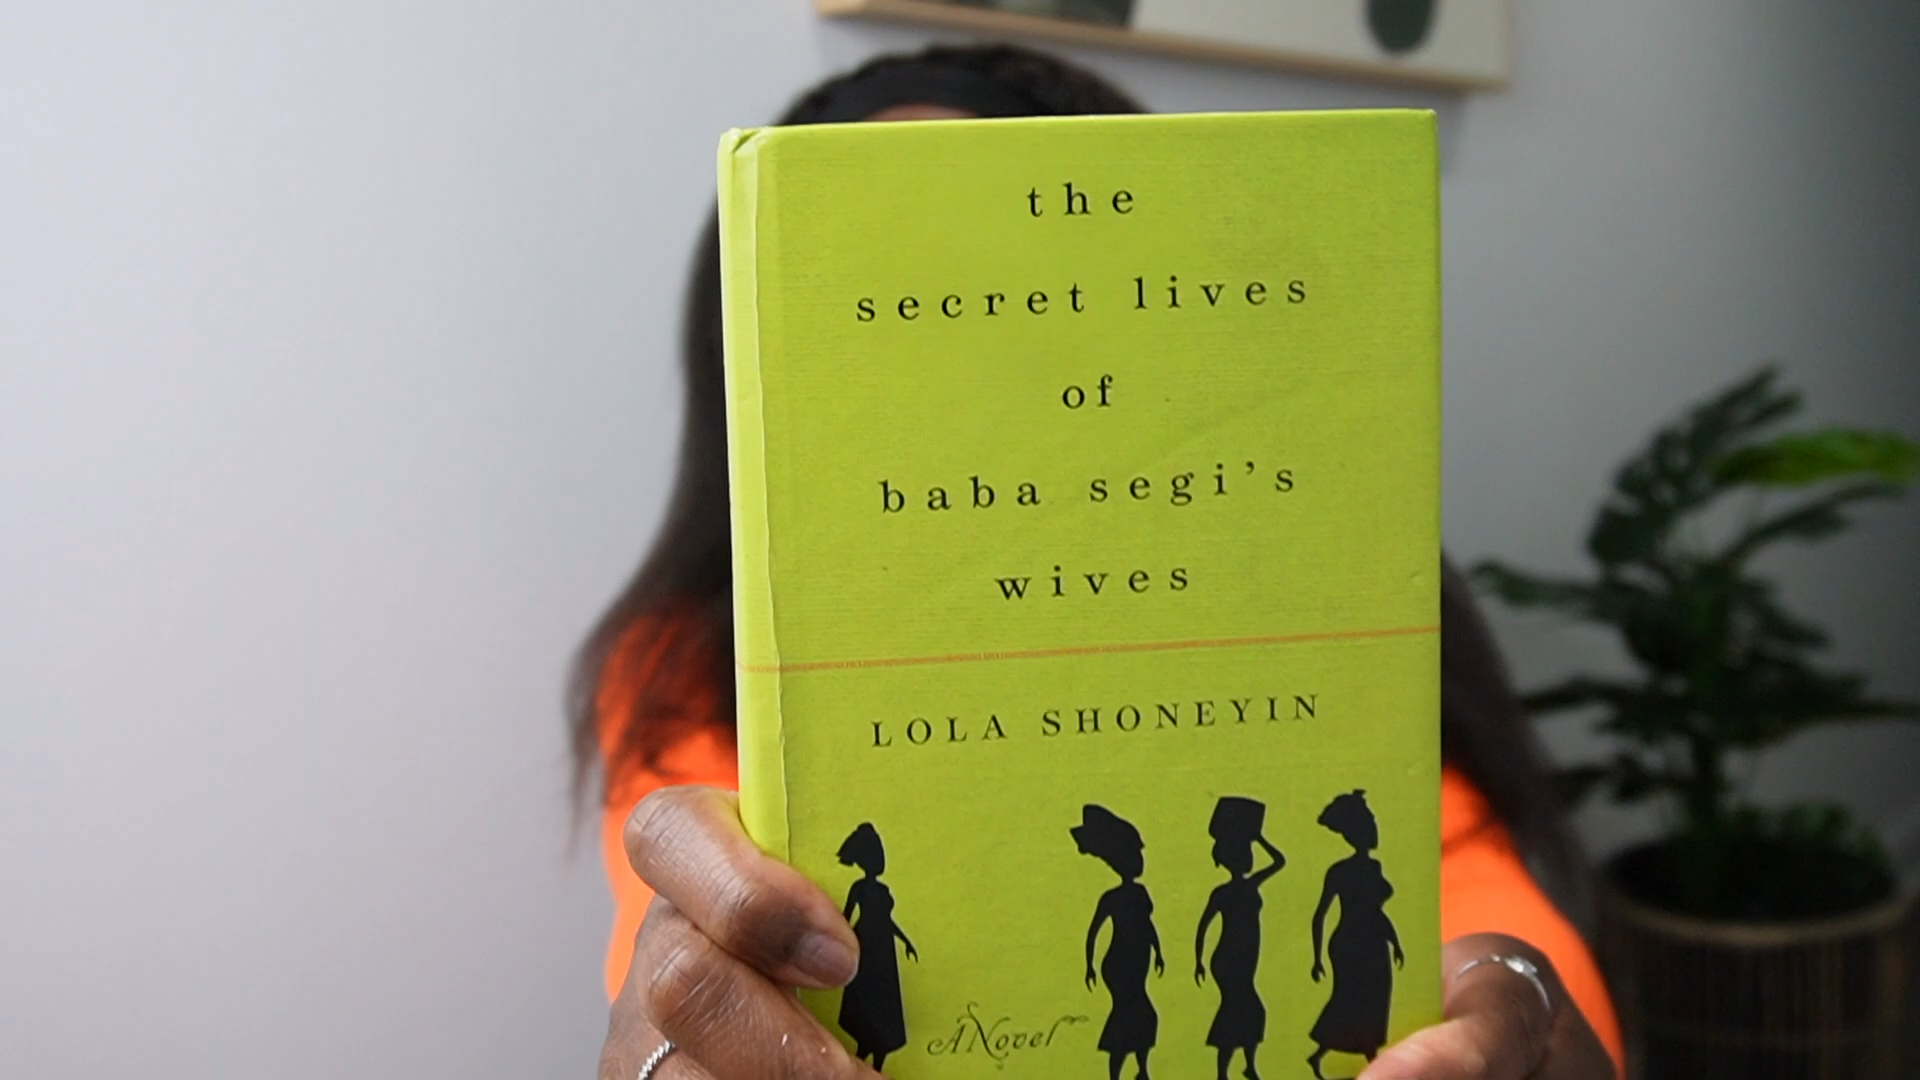 the
secret lives
of
baba segi’s
wives
LOLA SHONEYIN
A Novel